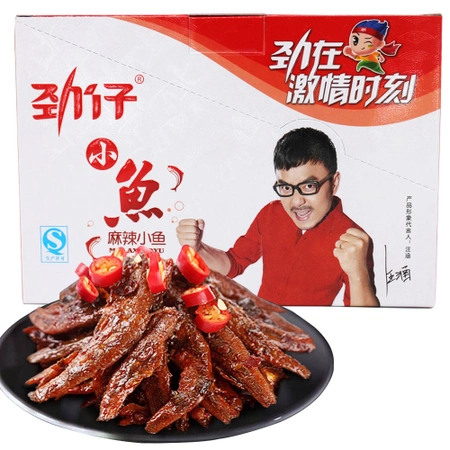 劲仔®
小
魚
麻辣小鱼
劲在
激情时刻
产品形象代言人：汪涵